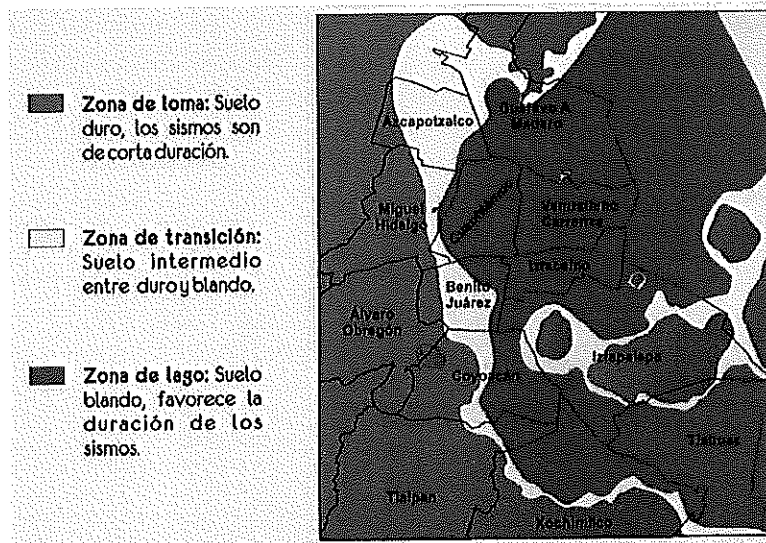 Zona de loma: Suelo
duro, los sismos son
de corta duración.
Zona de transición:
Suelo intermedio
entre duro y blando.
Zona de lago: Suelo
blando, favorece la
duración de los
sismos.
Gustavo A.
Madero
Azcapotzalco
Miguel
Hidalgo
Cuauhtémoc
Venustiano
Carranza
Iztacalco
Benito
Juárez
Álvaro
Obregón
Iztapalapa
Coyoacán
Tláhuac
Tlalpan
Xochimilco